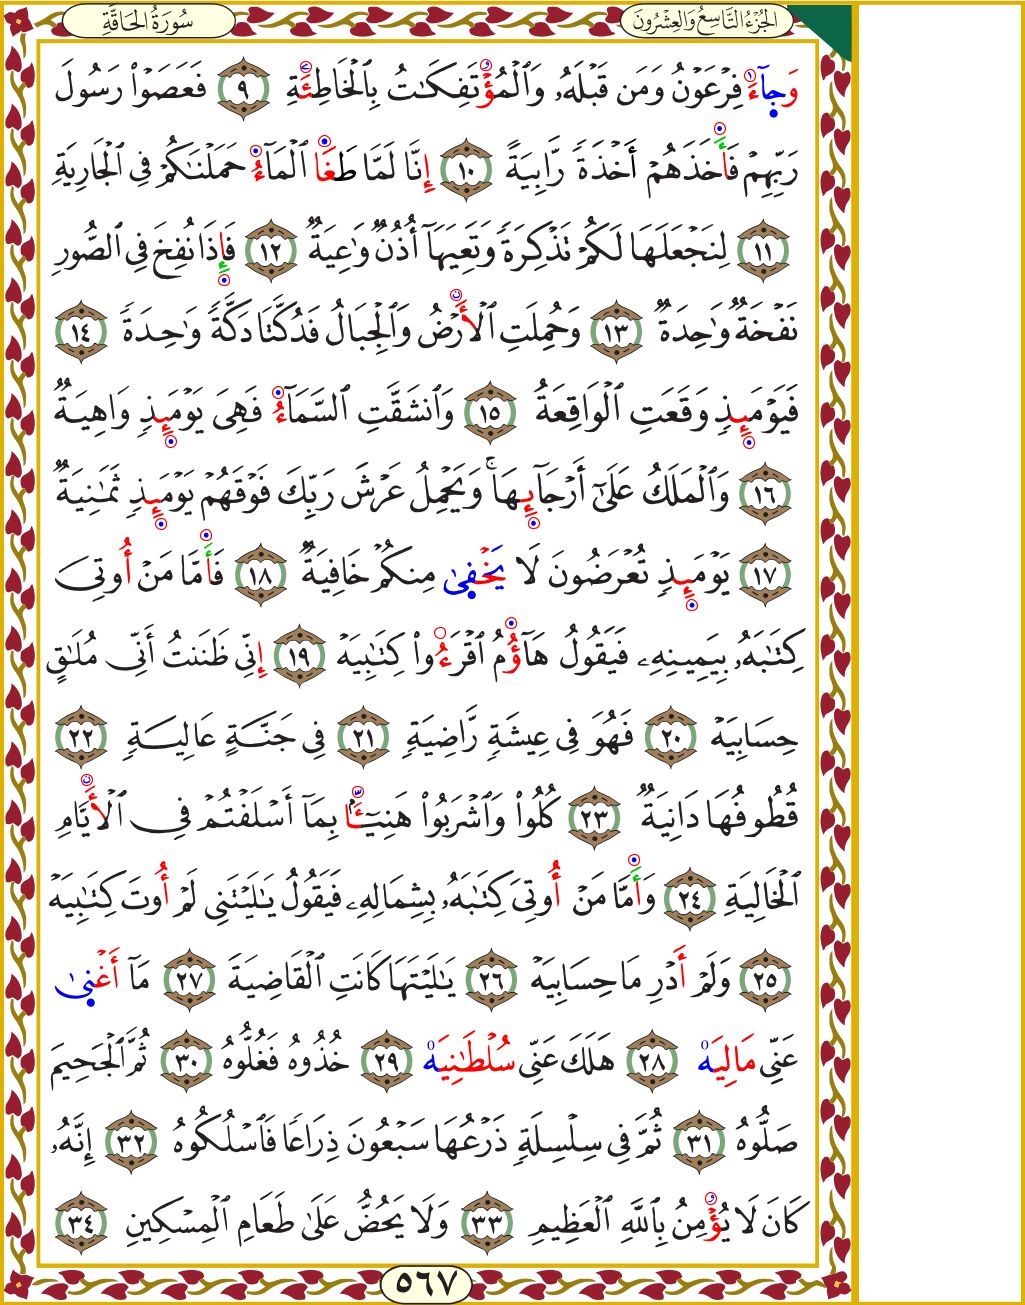 سُورَةُ الْحَاقَّةِ
الْجُزْءُ التَّاسِعُ وَالْعِشْرُونَ
وَجَآءَ فِرْعَوْنُ وَمَن قَبْلَهُۥ وَٱلْمُؤْتَفِكَـٰتُ بِٱلْخَاطِئَةِ ٩ فَعَصَوْا۟ رَسُولَ
رَبِّهِمْ فَأَخَذَهُمْ أَخْذَةً رَّابِيَةً ١٠ إِنَّا لَمَّا طَغَا ٱلْمَآءُ حَمَلْنَـٰكُمْ فِى ٱلْجَارِيَةِ
١١ لِنَجْعَلَهَا لَكُمْ تَذْكِرَةً وَتَعِيَهَآ أُذُنٌ وَٰعِيَةٌ ١٢ فَإِذَا نُفِخَ فِى ٱلصُّورِ
نَفْخَةٌ وَٰحِدَةٌ ١٣ وَحُمِلَتِ ٱلْأَرْضُ وَٱلْجِبَالُ فَدُكَّتَا دَكَّةً وَٰحِدَةً ١٤
فَيَوْمَئِذٍ وَقَعَتِ ٱلْوَاقِعَةُ ١٥ وَٱنشَقَّتِ ٱلسَّمَآءُ فَهِىَ يَوْمَئِذٍ وَاهِيَةٌ
١٦ وَٱلْمَلَكُ عَلَىٰٓ أَرْجَآئِهَا ۚ وَيَحْمِلُ عَرْشَ رَبِّكَ فَوْقَهُمْ يَوْمَئِذٍ ثَمَـٰنِيَةٌ
١٧ يَوْمَئِذٍ تُعْرَضُونَ لَا يَخْفِىٰ مِنكُمْ خَافِيَةٌ ١٨ فَأَمَّا مَنْ أُوتِىَ
كِتَـٰبَهُۥ بِيَمِينِهِۦ فَيَقُولُ هَآؤُمُ ٱقْرَءُوا۟ كِتَـٰبِيَهْ ١٩ إِنِّى ظَنَنتُ أَنِّى مُلَـٰقٍ
حِسَابِيَهْ ٢٠ فَهُوَ فِى عِيشَةٍ رَّاضِيَةٍ ٢١ فِى جَنَّةٍ عَالِيَةٍ ٢٢
قُطُوفُهَا دَانِيَةٌ ٢٣ كُلُوا۟ وَٱشْرَبُوا۟ هَنِيٓـًٔۢا بِمَآ أَسْلَفْتُمْ فِى ٱلْأَيَّامِ
ٱلْخَالِيَةِ ٢٤ وَأَمَّا مَنْ أُوتِىَ كِتَـٰبَهُۥ بِشِمَالِهِۦ فَيَقُولُ يَـٰلَيْتَنِى لَمْ أُوتَ كِتَـٰبِيَهْ
٢٥ وَلَمْ أَدْرِ مَا حِسَابِيَهْ ٢٦ يَـٰلَيْتَهَا كَانَتِ ٱلْقَاضِيَةَ ٢٧ مَآ أَغْنِىٰ
عَنِّى مَالِيَهْ ٢٨ هَلَكَ عَنِّى سُلْطَـٰنِيَهْ ٢٩ خُذُوهُ فَغُلُّوهُ ٣٠ ثُمَّ ٱلْجَحِيمَ
صَلُّوهُ ٣١ ثُمَّ فِى سِلْسِلَةٍ ذَرْعُهَا سَبْعُونَ ذِرَاعًا فَٱسْلُكُوهُ ٣٢ إِنَّهُۥ
كَانَ لَا يُؤْمِنُ بِٱللَّهِ ٱلْعَظِيمِ ٣٣ وَلَا يَحُضُّ عَلَىٰ طَعَامِ ٱلْمِسْكِينِ ٣٤
٥٦٧